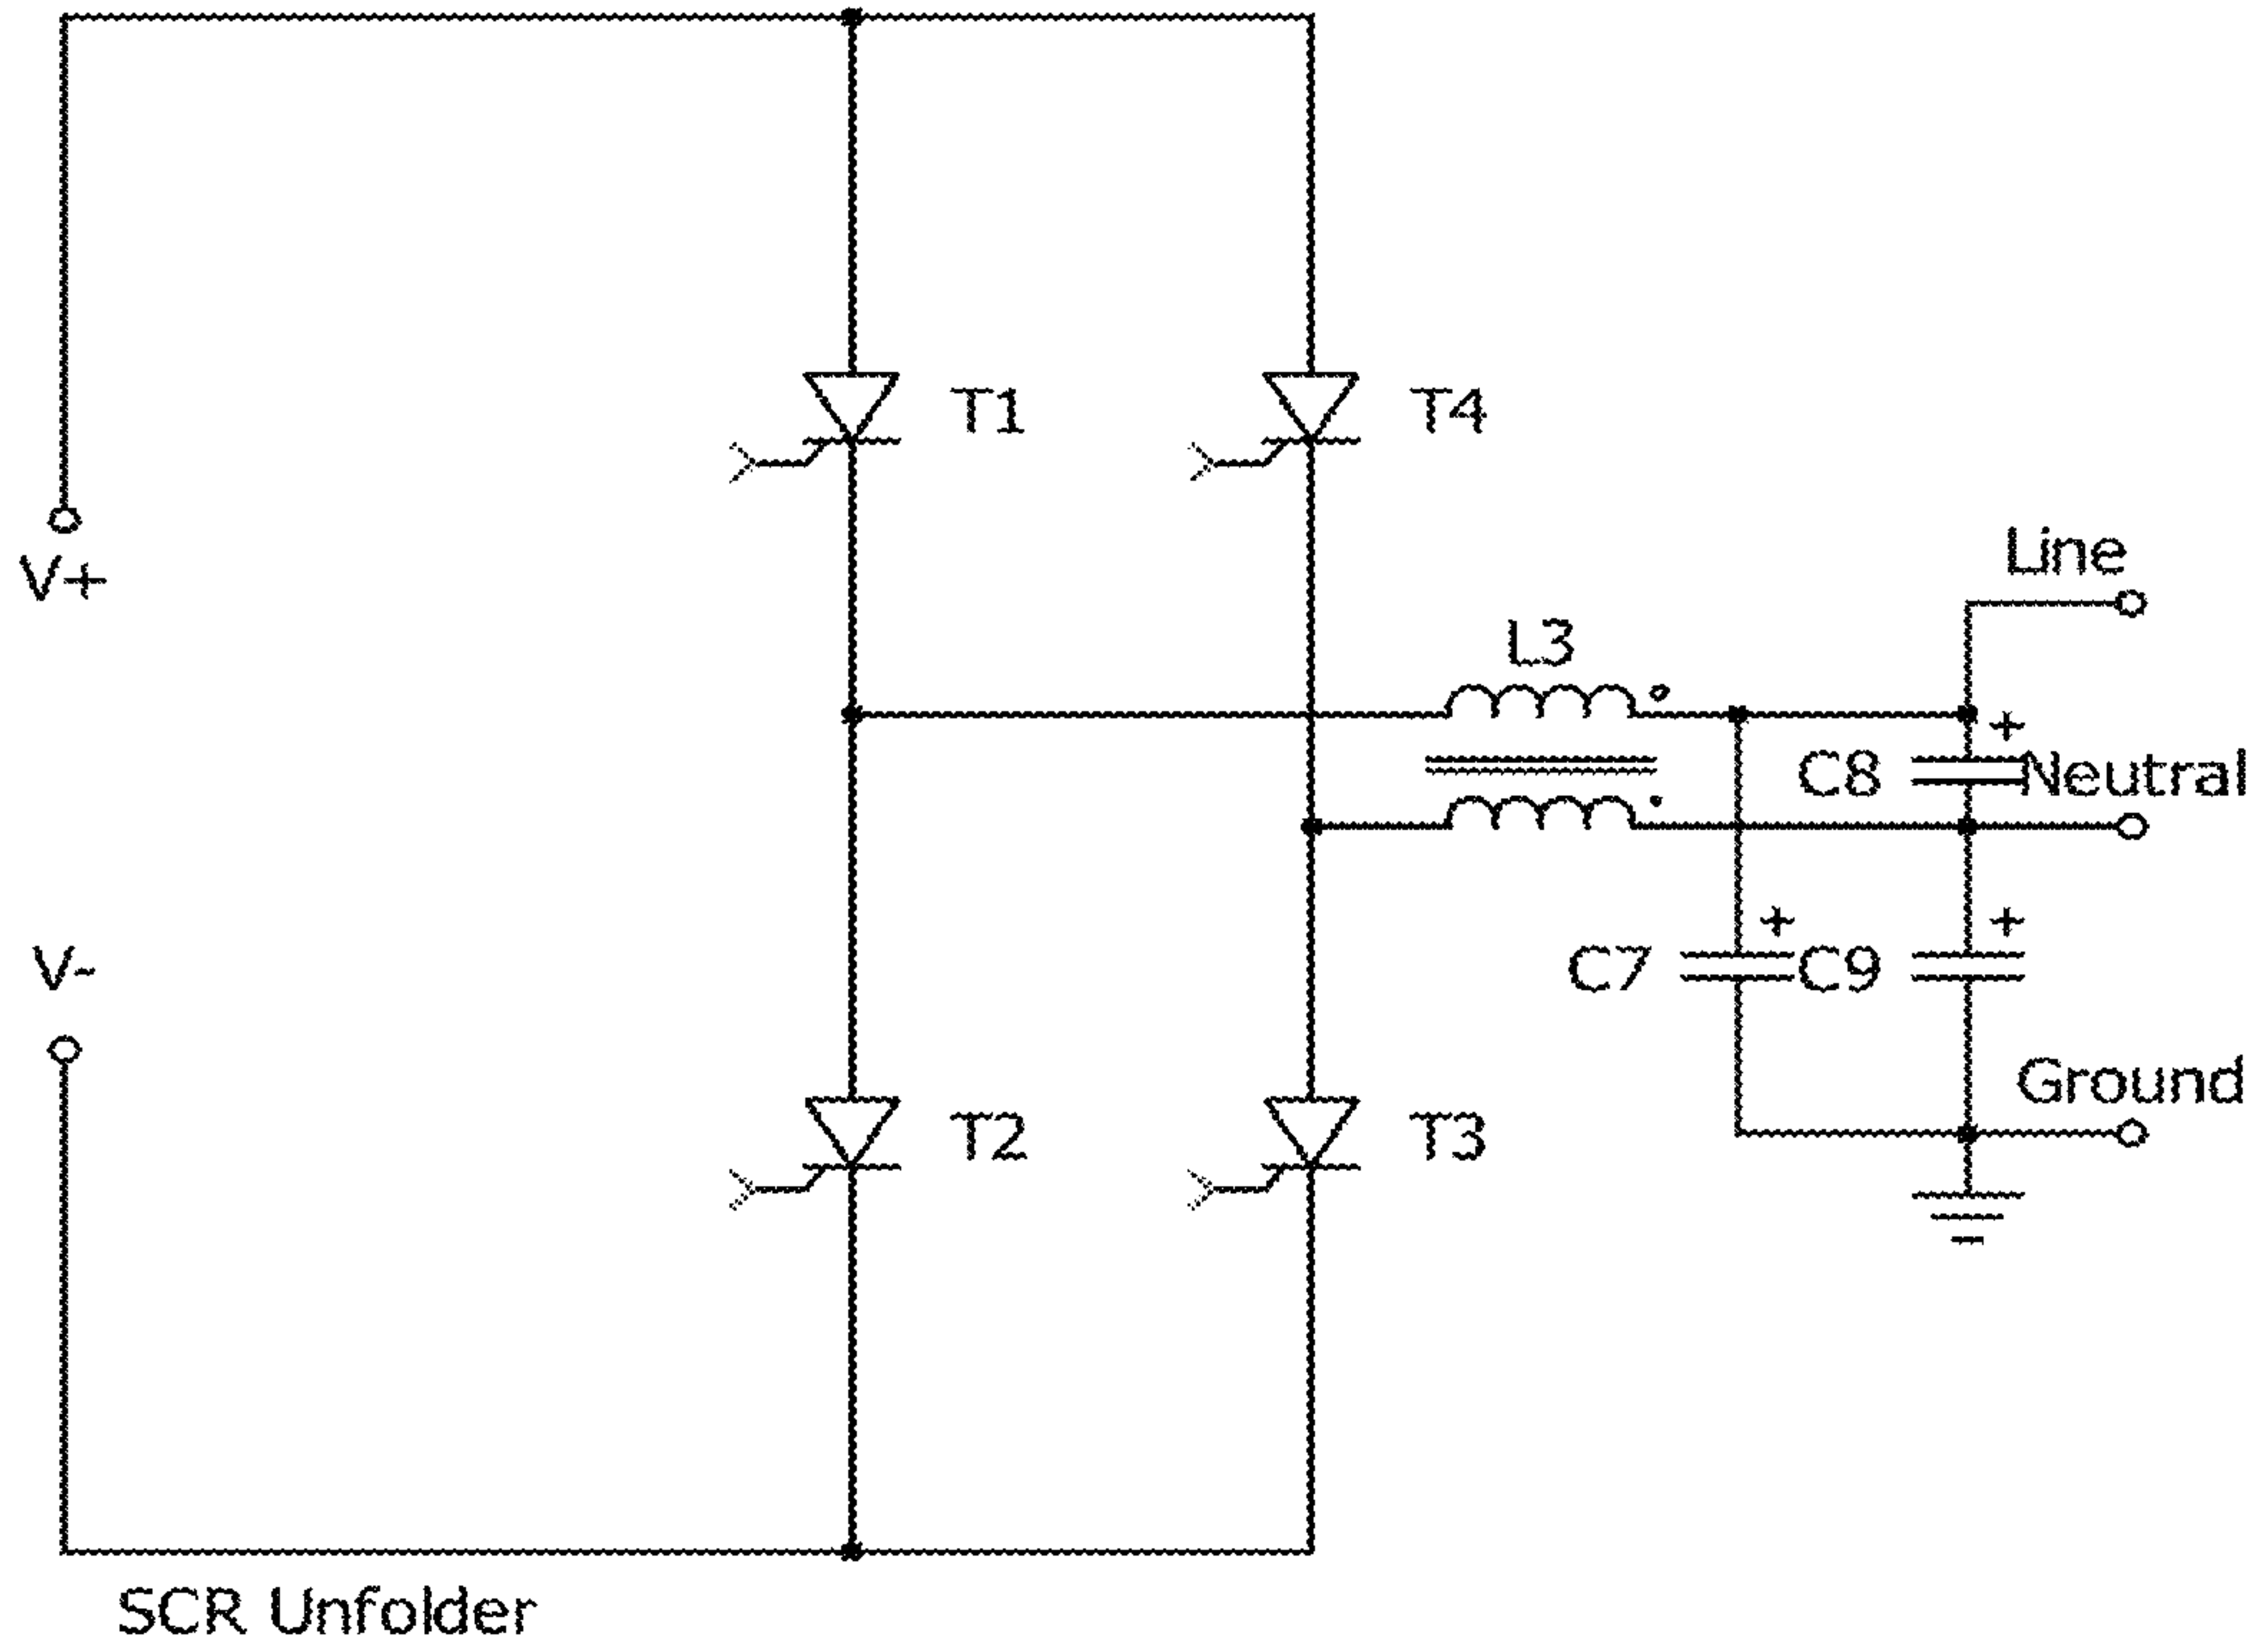 T1
T4
V+
Line
L3
+
C8
Neutral
V-
+
+
C7
C9
Ground
T2
T3
SCR Unfolder